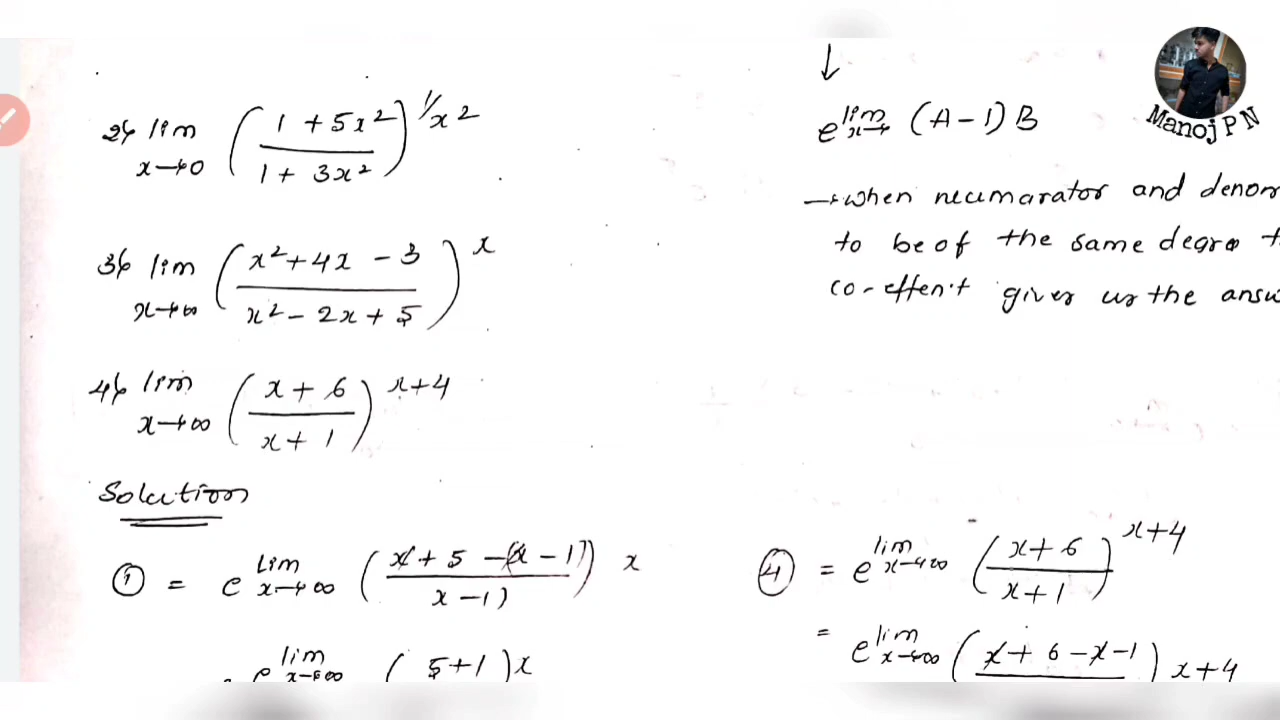 2) lim x→0 ( (1 + 5x²) / (1 + 3x²) )^(1/x²)
3) lim x→∞ ( (x² + 4x - 3) / (x² - 2x + 5) )^x
4) lim x→∞ ( (x + 6) / (x + 1) )^(x+4)
Solution
① = e^ Lim x→∞ ( (x + 5 - (x - 1)) / (x - 1) ) x
e^ lim x→∞ ( 5+1 ) x
↓
e^ lim x→ (A - 1) B
→ when neumarator and denom
to be of the same degre
co-effent gives us the answ
④ = e^ lim x→∞ ( (x + 6) / (x + 1) )^(x+4)
= e^ lim x→∞ ( x + 6 - x - 1 ) x + 4
Manoj P N